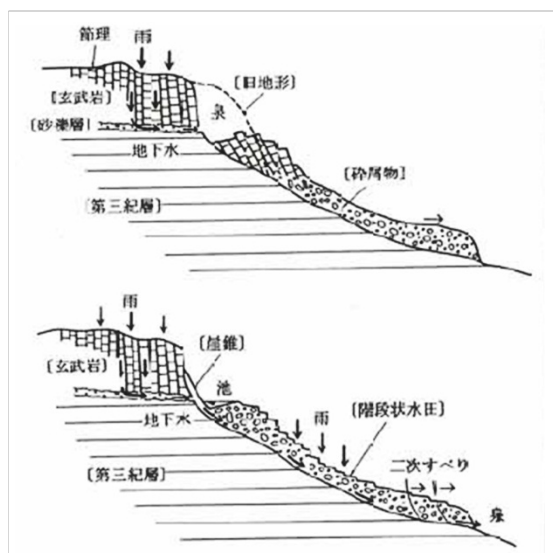 節理
雨
〔旧地形〕
〔玄武岩〕
泉
〔砂礫層〕
地下水
〔砕屑物〕
〔第三紀層〕
雨
〔崖錐〕
〔玄武岩〕
池
雨
〔階段状水田〕
地下水
二次すべり
〔第三紀層〕
泉